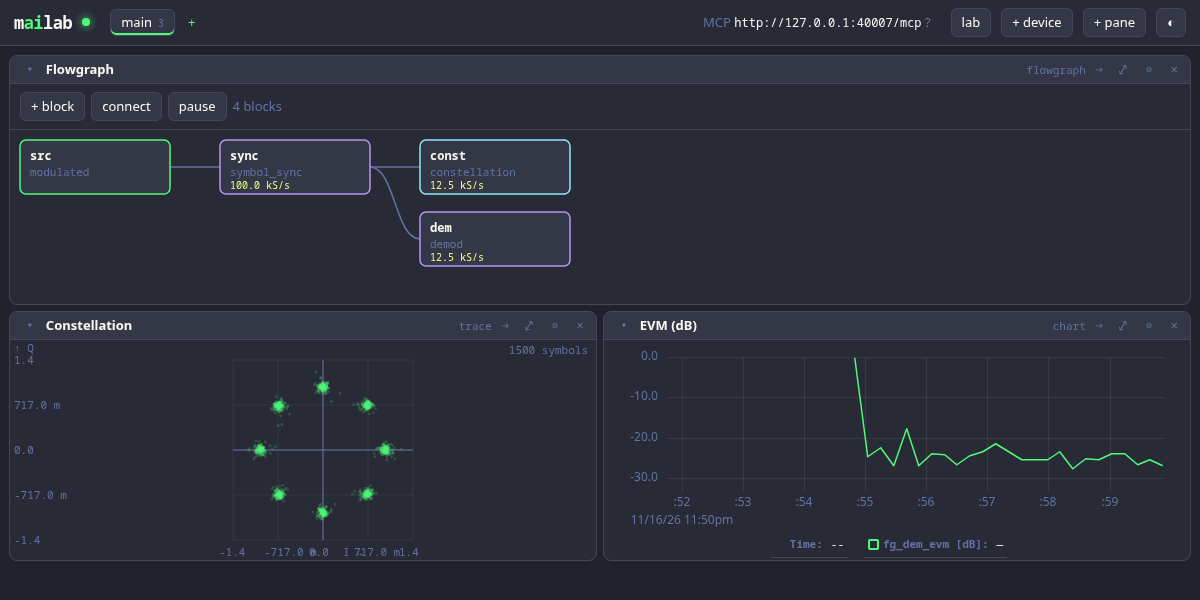 mailab main 3 + MCP http://127.0.0.1:40007/mcp ? lab + device + pane
Flowgraph flowgraph
+ block connect pause 4 blocks
src
modulated
sync
symbol_sync
100.0 kS/s
const
constellation
12.5 kS/s
dem
demod
12.5 kS/s
Constellation trace
↑ Q 1500 symbols
1.4
717.0 m
0.0
-717.0 m
-1.4
-1.4 -717.0 0.0 I 717.0 m 1.4
EVM (dB) chart
0.0
-10.0
-20.0
-30.0
:52 :53 :54 :55 :56 :57 :58 :59
11/16/26 11:50pm
Time: -- fg_dem_evm [dB]: —